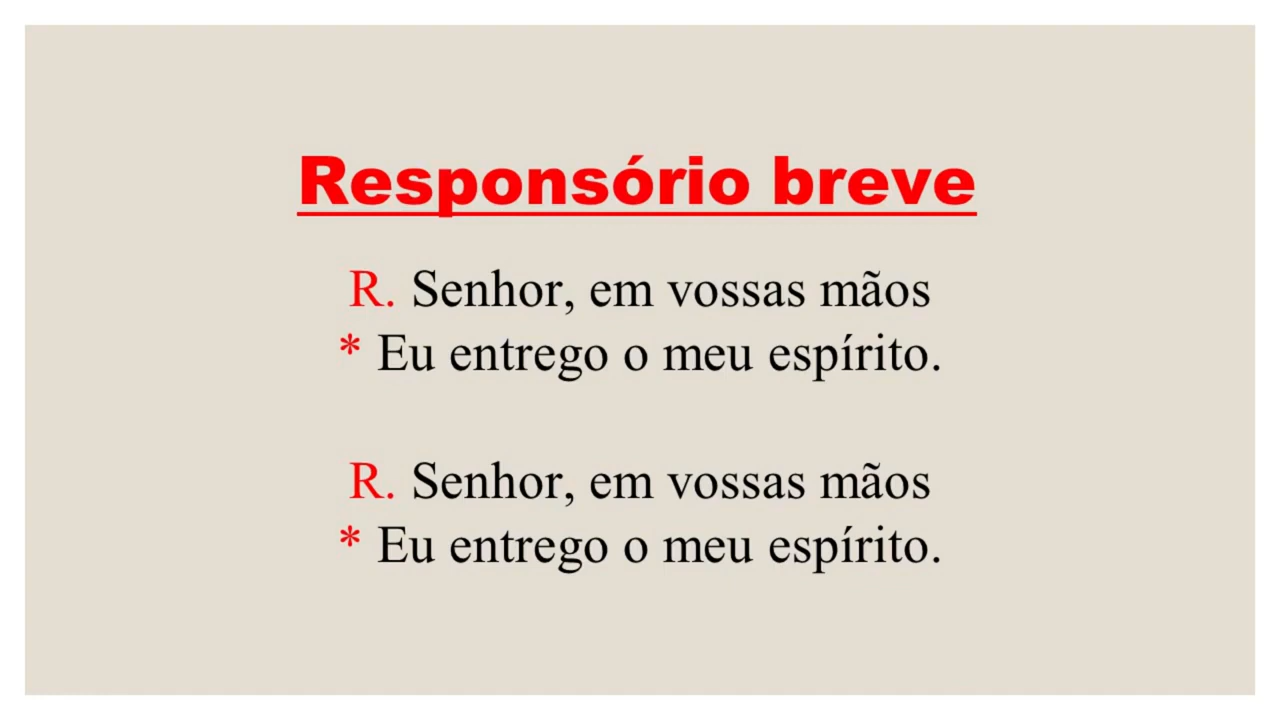 Responsório breve
R. Senhor, em vossas mãos
* Eu entrego o meu espírito.
R. Senhor, em vossas mãos
* Eu entrego o meu espírito.